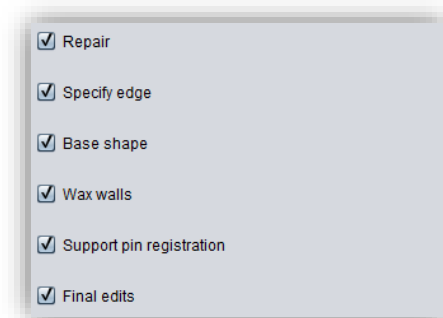 Repair
Specify edge
Base shape
Wax walls
Support pin registration
Final edits